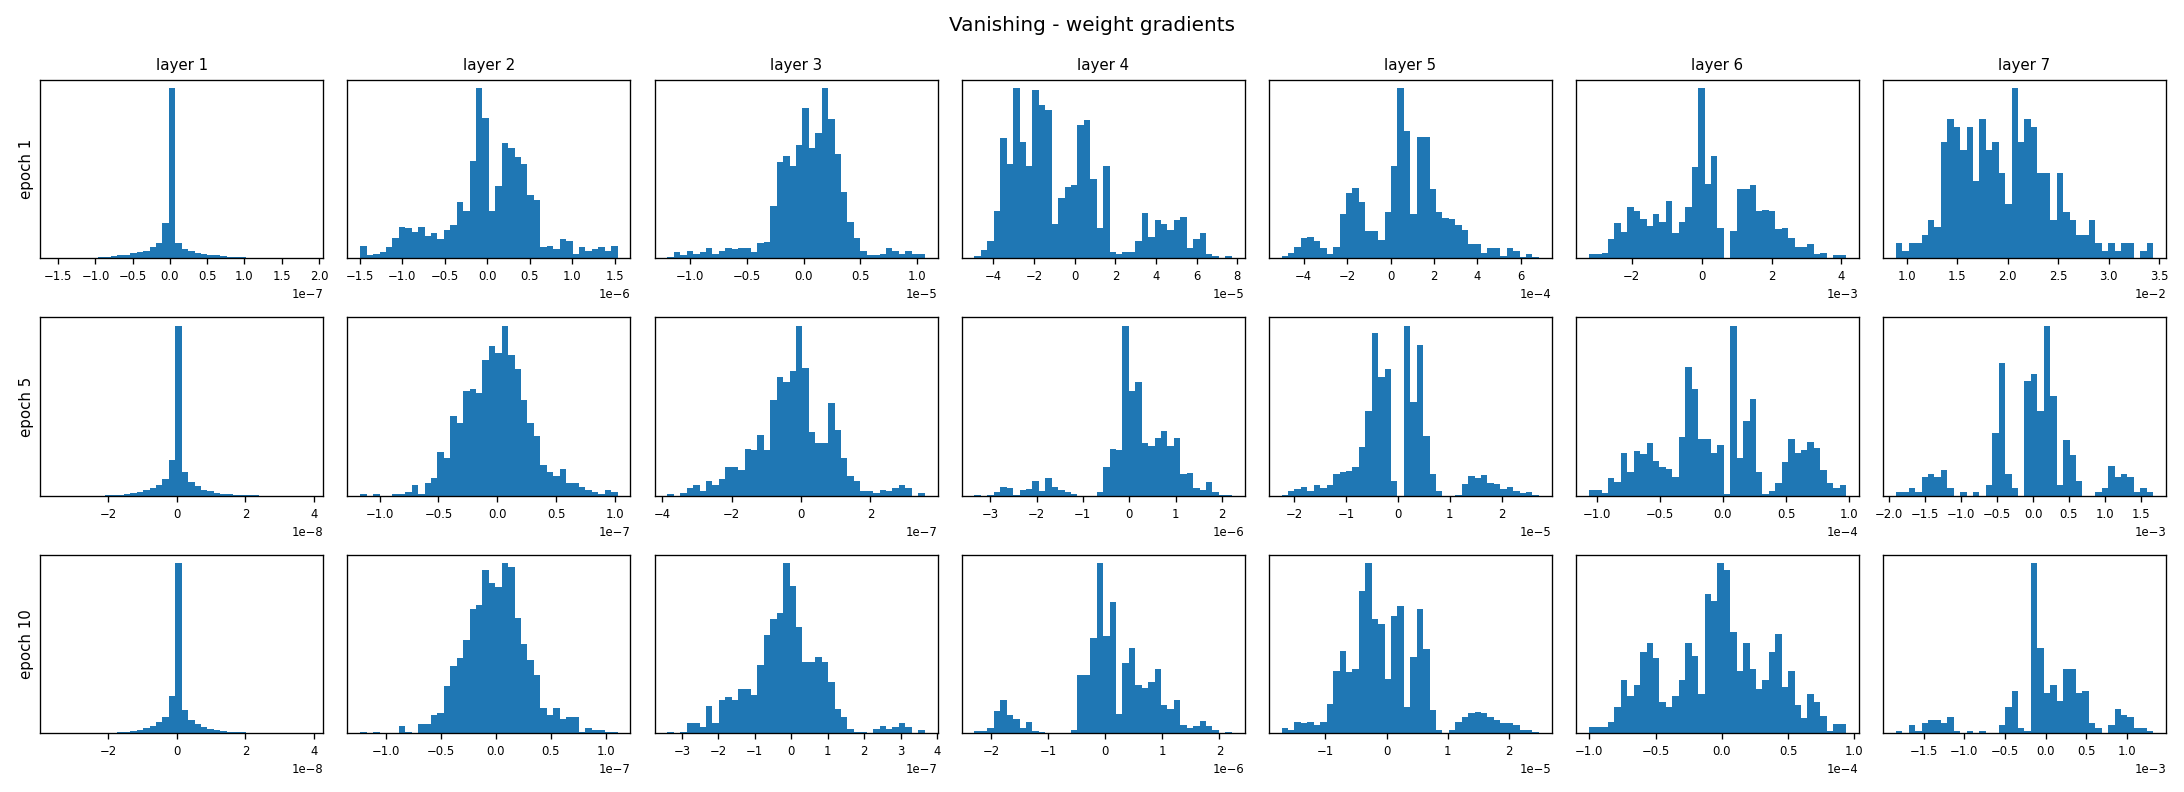 Vanishing - weight gradients
layer 1 layer 2 layer 3 layer 4 layer 5 layer 6 layer 7
epoch 1
−1.5 −1.0 −0.5 0.0 0.5 1.0 1.5 2.0 −1.5 −1.0 −0.5 0.0 0.5 1.0 1.5 −1.0 −0.5 0.0 0.5 1.0 −4 −2 0 2 4 6 8 −4 −2 0 2 4 6 −2 0 2 4 1.0 1.5 2.0 2.5 3.0 3.5
1e−7 1e−6 1e−5 1e−5 1e−4 1e−3 1e−2
epoch 5
−2 0 2 4 −1.0 −0.5 0.0 0.5 1.0 −4 −2 0 2 −3 −2 −1 0 1 2 −2 −1 0 1 2 −1.0 −0.5 0.0 0.5 1.0 −2.0 −1.5 −1.0 −0.5 0.0 0.5 1.0 1.5
1e−8 1e−7 1e−7 1e−6 1e−5 1e−4 1e−3
epoch 10
−2 0 2 4 −1.0 −0.5 0.0 0.5 1.0 −3 −2 −1 0 1 2 3 4 −2 −1 0 1 2 −1 0 1 2 −1.0 −0.5 0.0 0.5 1.0 −1.5 −1.0 −0.5 0.0 0.5 1.0
1e−8 1e−7 1e−7 1e−6 1e−5 1e−4 1e−3